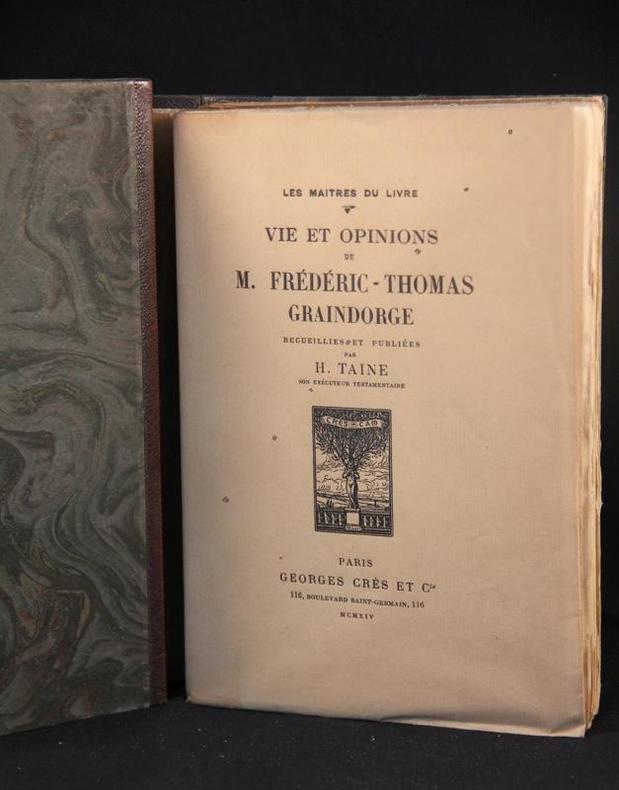 LES MAITRES DU LIVRE
VIE ET OPINIONS
DE
M. FRÉDÉRIC-THOMAS
GRAINDORGE
RECUEILLIES ET PUBLIÉES
PAR
H. TAINE
SON EXÉCUTEUR TESTAMENTAIRE
CRÈS CAM
PARIS
GEORGES CRÈS ET Cie
116, BOULEVARD SAINT-GERMAIN, 116
MCMXIV